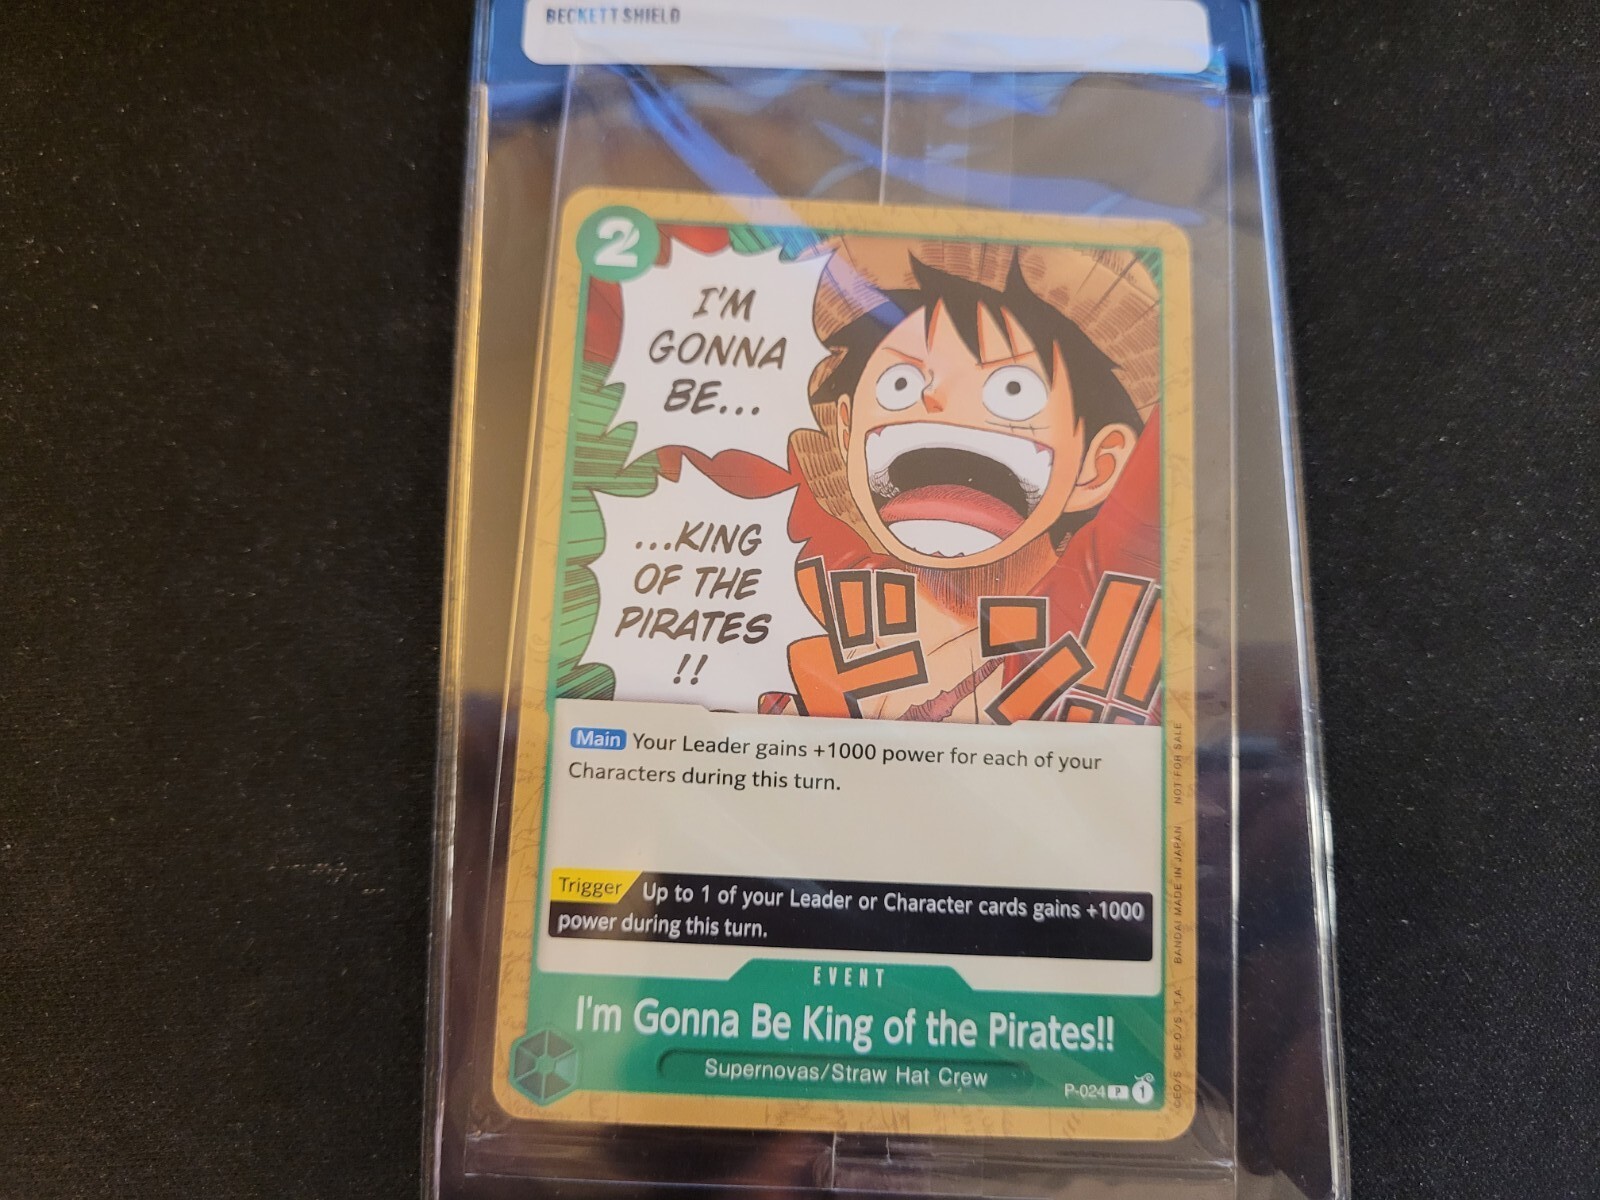 BECKETT SHIELD
2
I'M
GONNA
BE...
...KING
OF THE
PIRATES
!!
ドン!!
Main Your Leader gains +1000 power for each of your
Characters during this turn.
Trigger Up to 1 of your Leader or Character cards gains +1000
power during this turn.
EVENT
I'm Gonna Be King of the Pirates!!
Supernovas/Straw Hat Crew
P-024 P 1
©E.O/S ©E.O/S.,T.A. BANDAI MADE IN JAPAN NOT FOR SALE